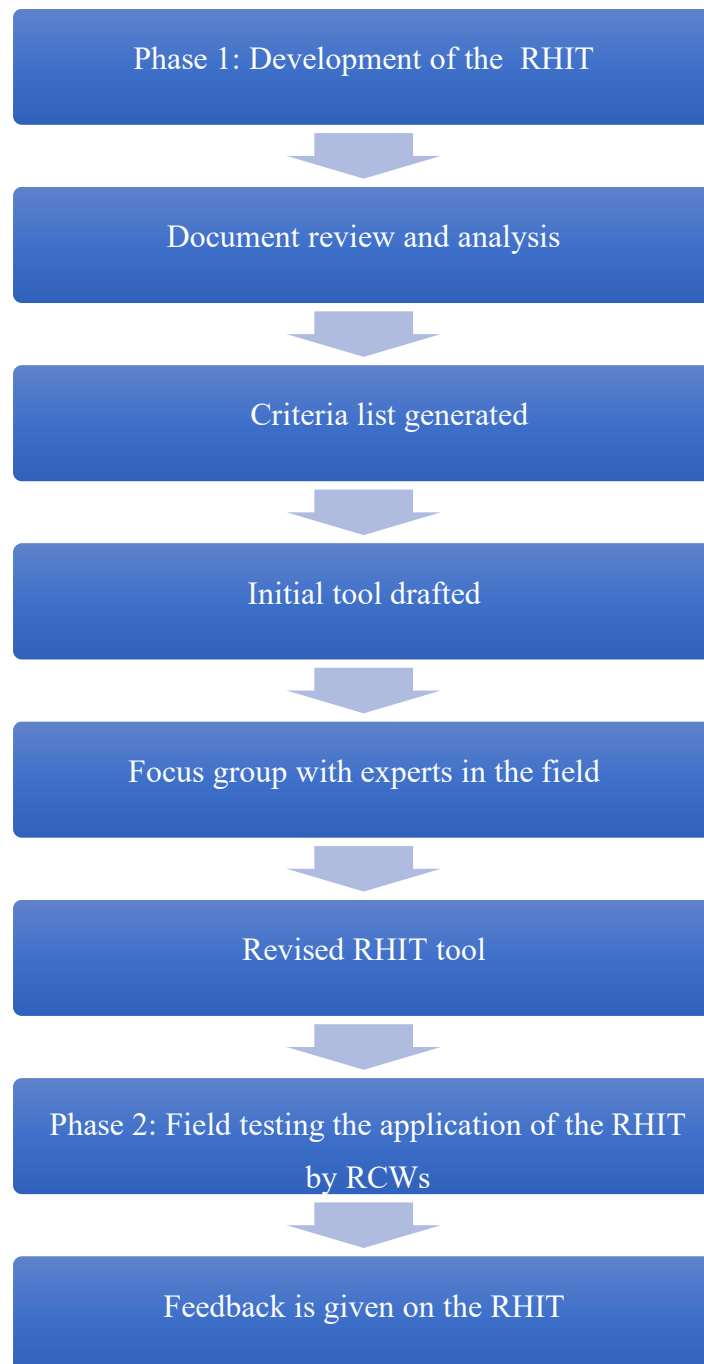 Phase 1: Development of the RHIT
Document review and analysis
Criteria list generated
Initial tool drafted
Focus group with experts in the field
Revised RHIT tool
Phase 2: Field testing the application of the RHIT
by RCWs
Feedback is given on the RHIT